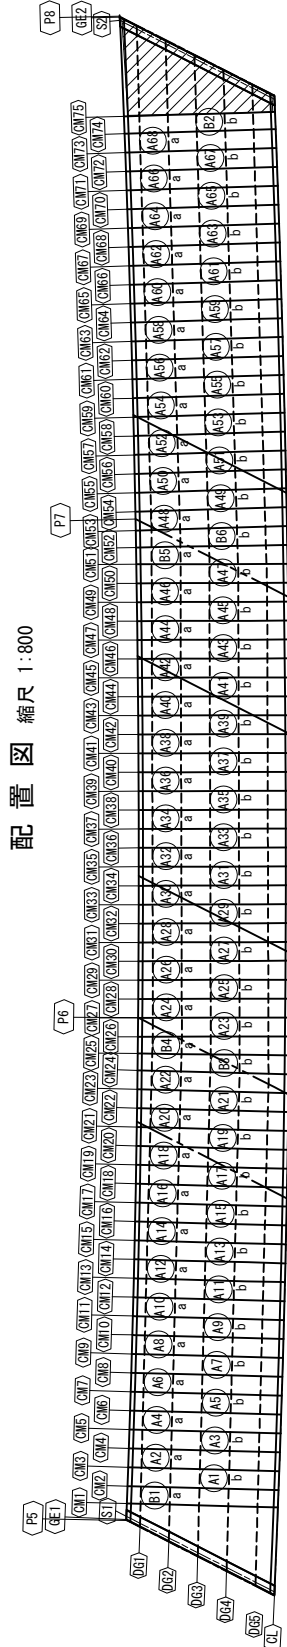 配置図 縮尺 1:800
P5
GE1
S1
P6
P7
P8
GE2
S2
CM1 CM3 CM5 CM7 CM9 CM11 CM13 CM15 CM17 CM19 CM21 CM23 CM25 CM27 CM29 CM31 CM33 CM35 CM37 CM39 CM41 CM43 CM45 CM47 CM49 CM51 CM53 CM55 CM57 CM59 CM61 CM63 CM65 CM67 CM69 CM71 CM73 CM75
CM2 CM4 CM6 CM8 CM10 CM12 CM14 CM16 CM18 CM20 CM22 CM24 CM26 CM28 CM30 CM32 CM34 CM36 CM38 CM40 CM42 CM44 CM46 CM48 CM50 CM52 CM54 CM56 CM58 CM60 CM62 CM64 CM66 CM68 CM70 CM72 CM74
B1 A2 A4 A6 A8 A10 A12 A14 A16 A18 A20 A22 B4 A24 A26 A28 A30 A32 A34 A36 A38 A40 A42 A44 A46 B5 A48 A50 A52 A54 A56 A58 A60 A62 A64 A66 A68
a a a a a a a a a a a a a a a a a a a a a a a a a a a a a a a a a a a a a
A1 A3 A5 A7 A9 A11 A13 A15 A17 A19 A21 A23 A25 A27 A29 A31 A33 A35 A37 A39 A41 A43 A45 A47 B6 A49 A51 A53 A55 A57 A59 A61 A63 A65 A67 B2
b b b b b b b b b b b b b b b b b b b b b b b b b b b b b b b b b b b b b
DG1
DG2
DG3
DG4
DG5
CL